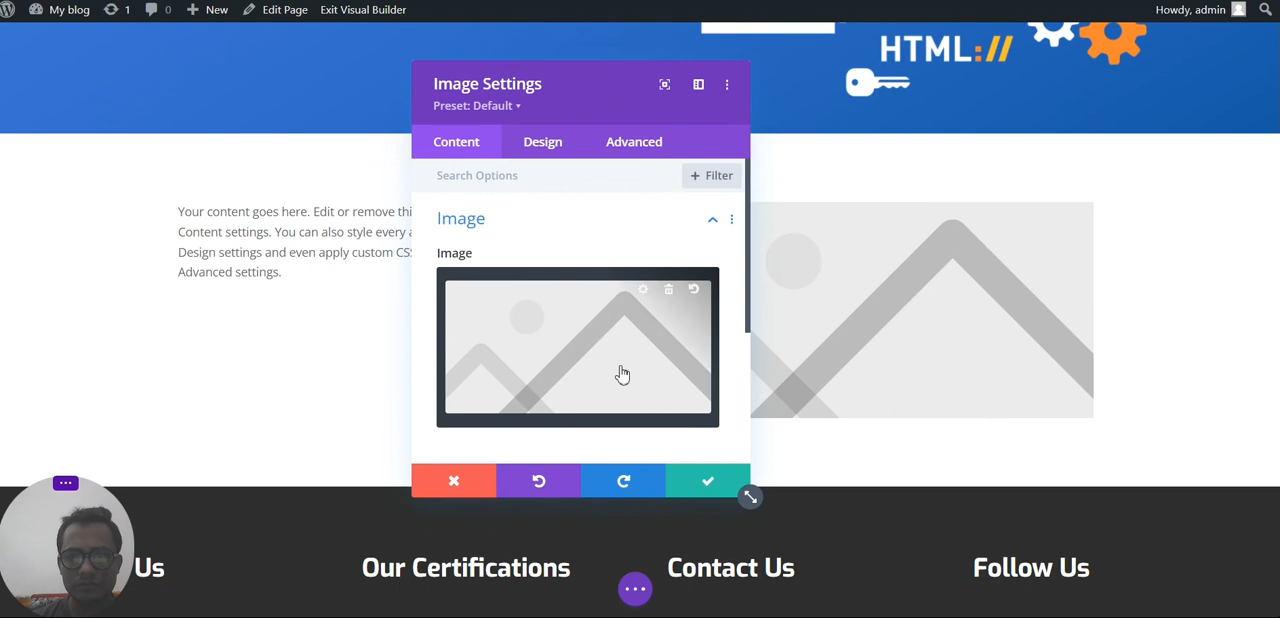 My blog 1 0 New Edit Page Exit Visual Builder Howdy, admin
HTML://
Image Settings
Preset: Default
Content Design Advanced
Search Options + Filter
Image
Image
Your content goes here. Edit or remove thi
Content settings. You can also style every a
Design settings and even apply custom CSS
Advanced settings.
Us Our Certifications Contact Us Follow Us